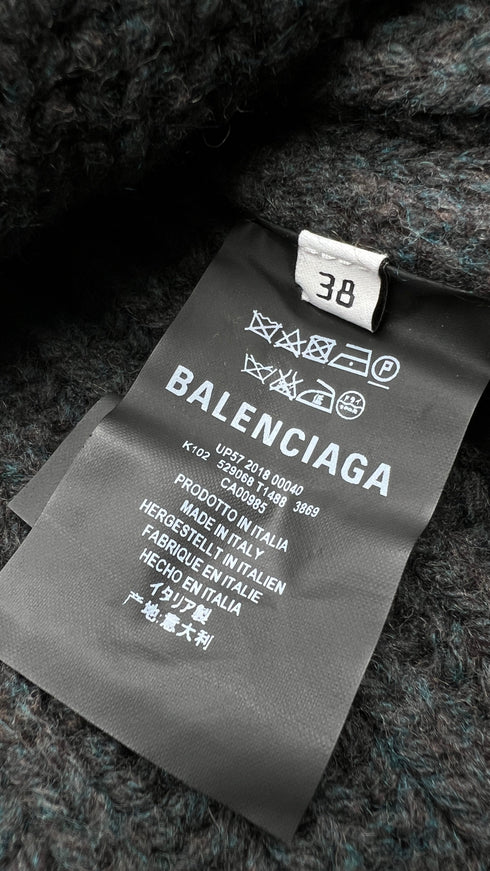 38
P
BALENCIAGA
UP57 2018 00040
K102 529068 T1488 3869
CA00985
PRODOTTO IN ITALIA
MADE IN ITALY
HERGESTELLT IN ITALIEN
FABRIQUE EN ITALIE
HECHO EN ITALIA
イタリア製
产地:意大利